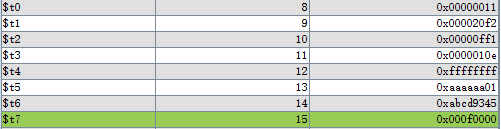 $t0 8 0x00000011
$t1 9 0x000020f2
$t2 10 0x00000ff1
$t3 11 0x0000010e
$t4 12 0xffffffff
$t5 13 0xaaaaaa01
$t6 14 0xabcd9345
$t7 15 0x000f0000